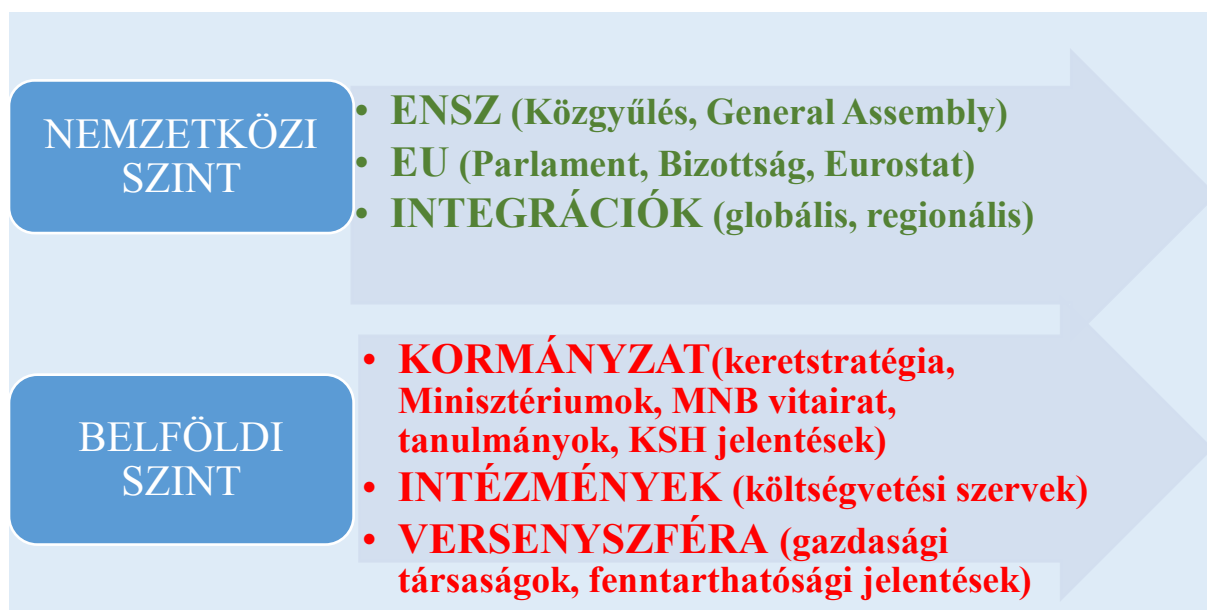 NEMZETKÖZI
SZINT
• ENSZ (Közgyűlés, General Assembly)
• EU (Parlament, Bizottság, Eurostat)
• INTEGRÁCIÓK (globális, regionális)
BELFÖLDI
SZINT
• KORMÁNYZAT(keretstratégia,
Minisztériumok, MNB vitairat,
tanulmányok, KSH jelentések)
• INTÉZMÉNYEK (költségvetési szervek)
• VERSENYSZFÉRA (gazdasági
társaságok, fenntarthatósági jelentések)